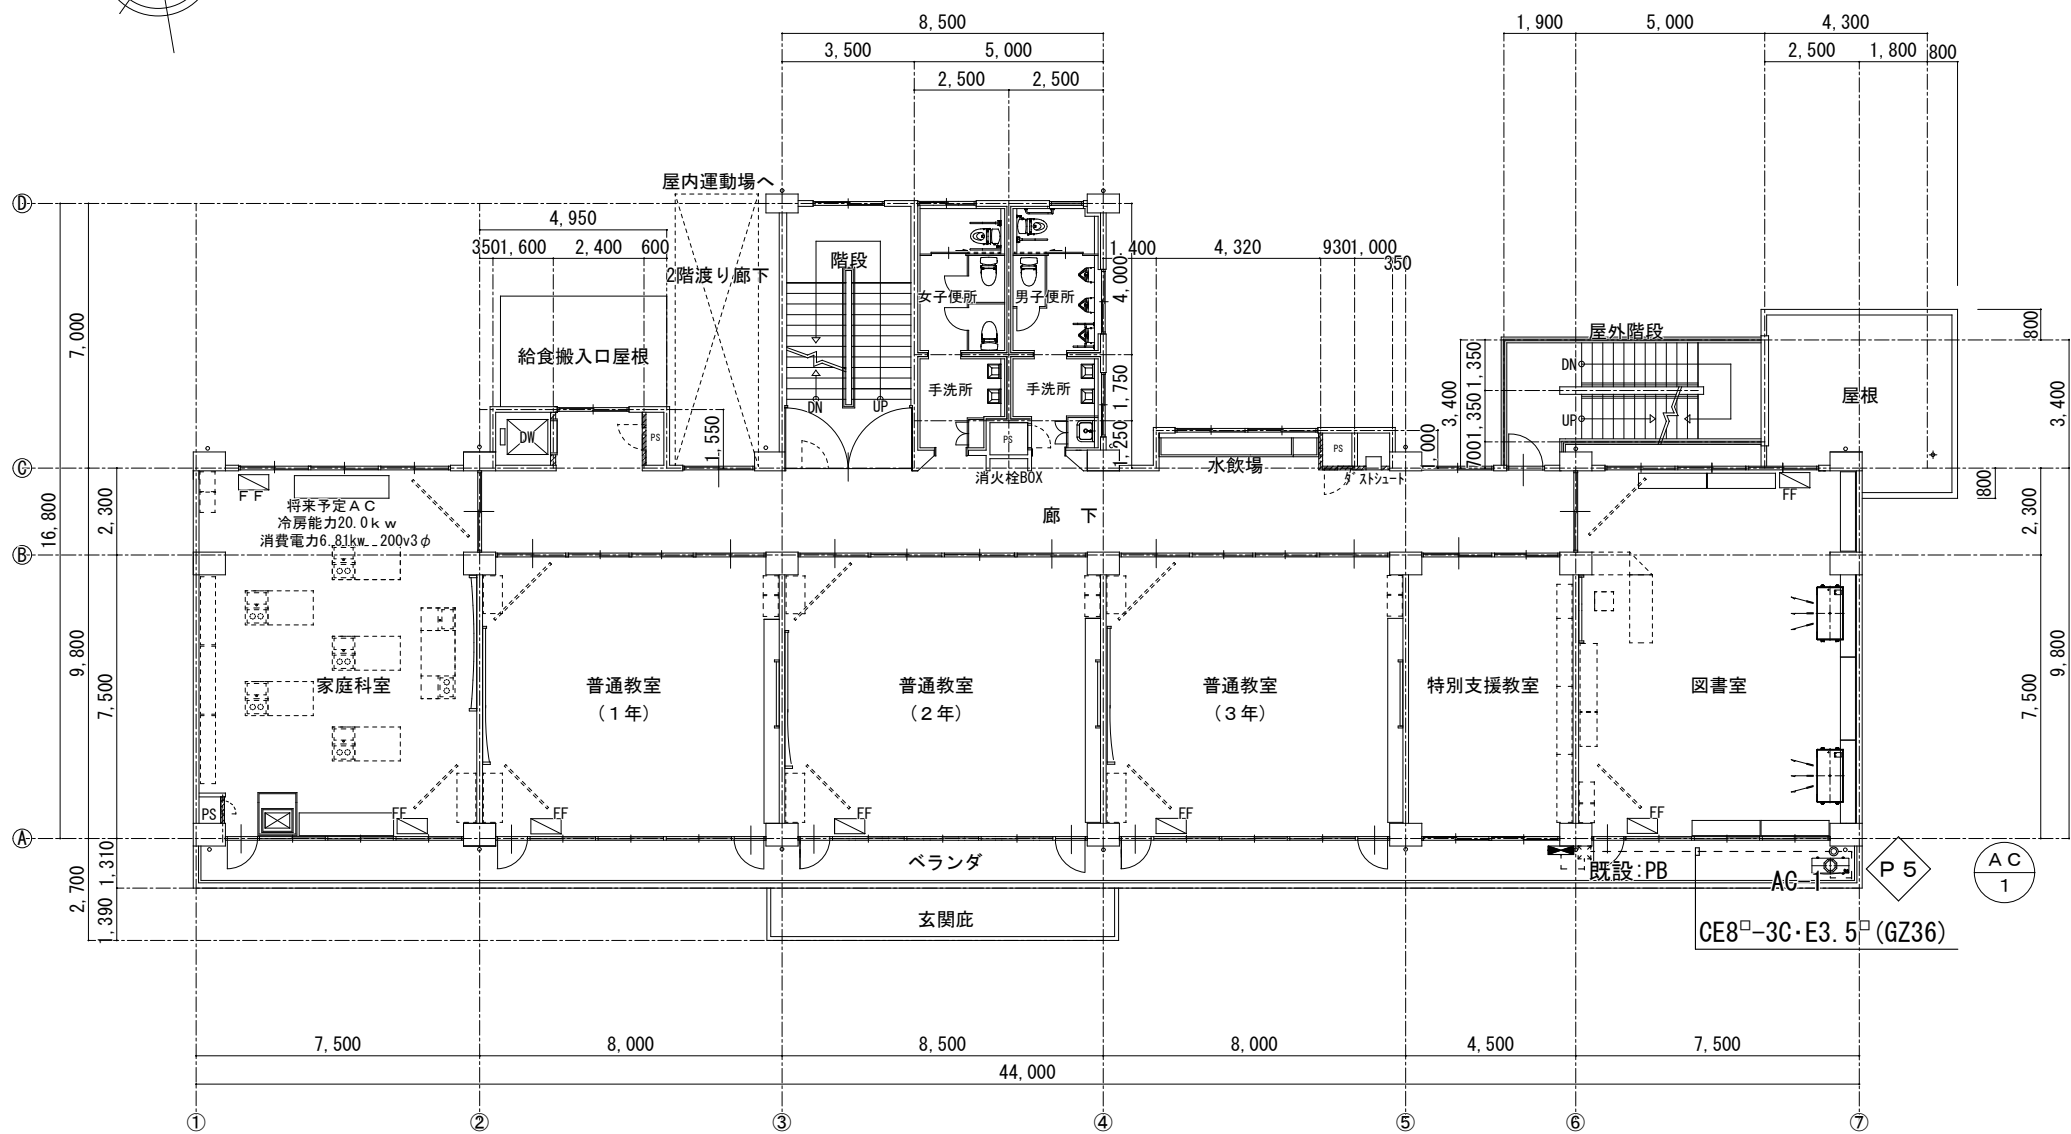 8,500
1,900
5,000
4,300
3,500
5,000
2,500
1,800
800
2,500
2,500
屋内運動場へ
Ⓓ
4,950
350
1,600
2,400
600
2階渡り廊下
階段
女子便所
男子便所
1,400
4,320
930
1,000
350
4,000
7,000
給食搬入口屋根
屋外階段
800
DN
UP
手洗所
手洗所
DN
UP
屋根
1,750
3,400
1,350
1,350
700
3,400
DW
PS
1,550
PS
1,250
水飲場
PS
,000
消火栓BOX
ダストシュート
Ⓒ
FF
将来予定AC
冷房能力20.0kw
消費電力6.81kw 200v3φ
廊 下
FF
800
16,800
2,300
2,300
Ⓑ
9,800
7,500
家庭科室
普通教室
(1年)
普通教室
(2年)
普通教室
(3年)
特別支援教室
図書室
7,500
9,800
PS
FF
FF
FF
FF
FF
Ⓐ
2,700
1,310
1,390
ベランダ
既設:PB
AC-1
P5
AC
1
玄関庇
CE8□-3C・E3.5□(GZ36)
7,500
8,000
8,500
8,000
4,500
7,500
44,000
①
②
③
④
⑤
⑥
⑦